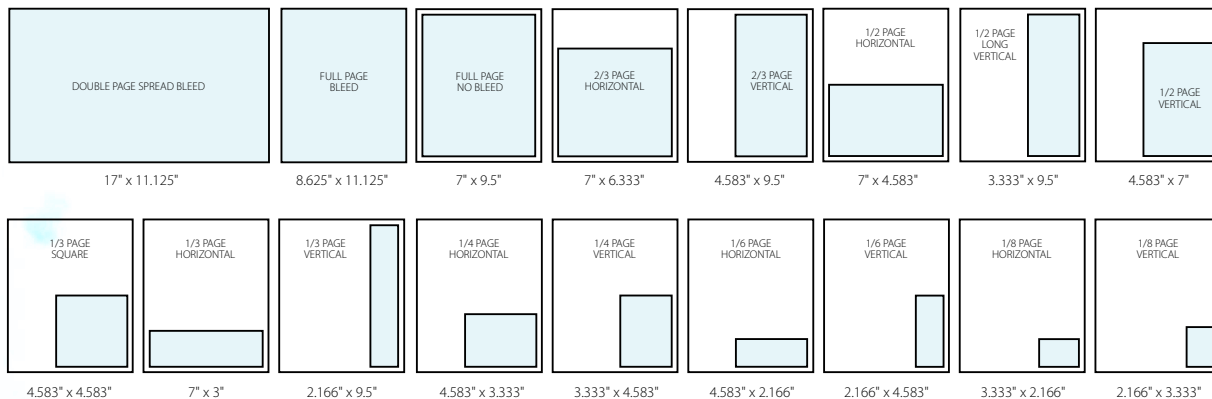 DOUBLE PAGE SPREAD BLEED
17" x 11.125"
FULL PAGE
BLEED
8.625" x 11.125"
FULL PAGE
NO BLEED
7" x 9.5"
2/3 PAGE
HORIZONTAL
7" x 6.333"
2/3 PAGE
VERTICAL
4.583" x 9.5"
1/2 PAGE
HORIZONTAL
7" x 4.583"
1/2 PAGE
LONG
VERTICAL
3.333" x 9.5"
1/2 PAGE
VERTICAL
4.583" x 7"
1/3 PAGE
SQUARE
4.583" x 4.583"
1/3 PAGE
HORIZONTAL
7" x 3"
1/3 PAGE
VERTICAL
2.166" x 9.5"
1/4 PAGE
HORIZONTAL
4.583" x 3.333"
1/4 PAGE
VERTICAL
3.333" x 4.583"
1/6 PAGE
HORIZONTAL
4.583" x 2.166"
1/6 PAGE
VERTICAL
2.166" x 4.583"
1/8 PAGE
HORIZONTAL
3.333" x 2.166"
1/8 PAGE
VERTICAL
2.166" x 3.333"